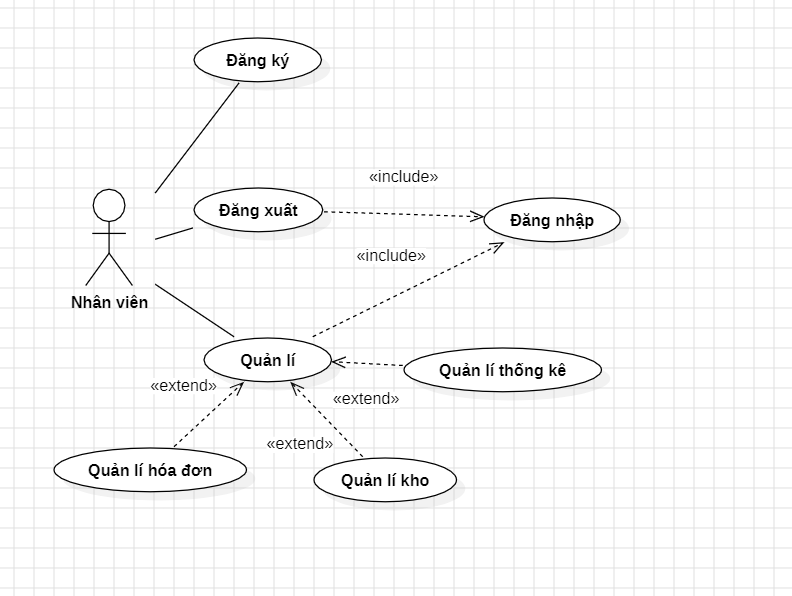 Đăng ký
«include»
Đăng xuất
Đăng nhập
«include»
Nhân viên
Quản lí
Quản lí thống kê
«extend»
«extend»
«extend»
Quản lí hóa đơn
Quản lí kho